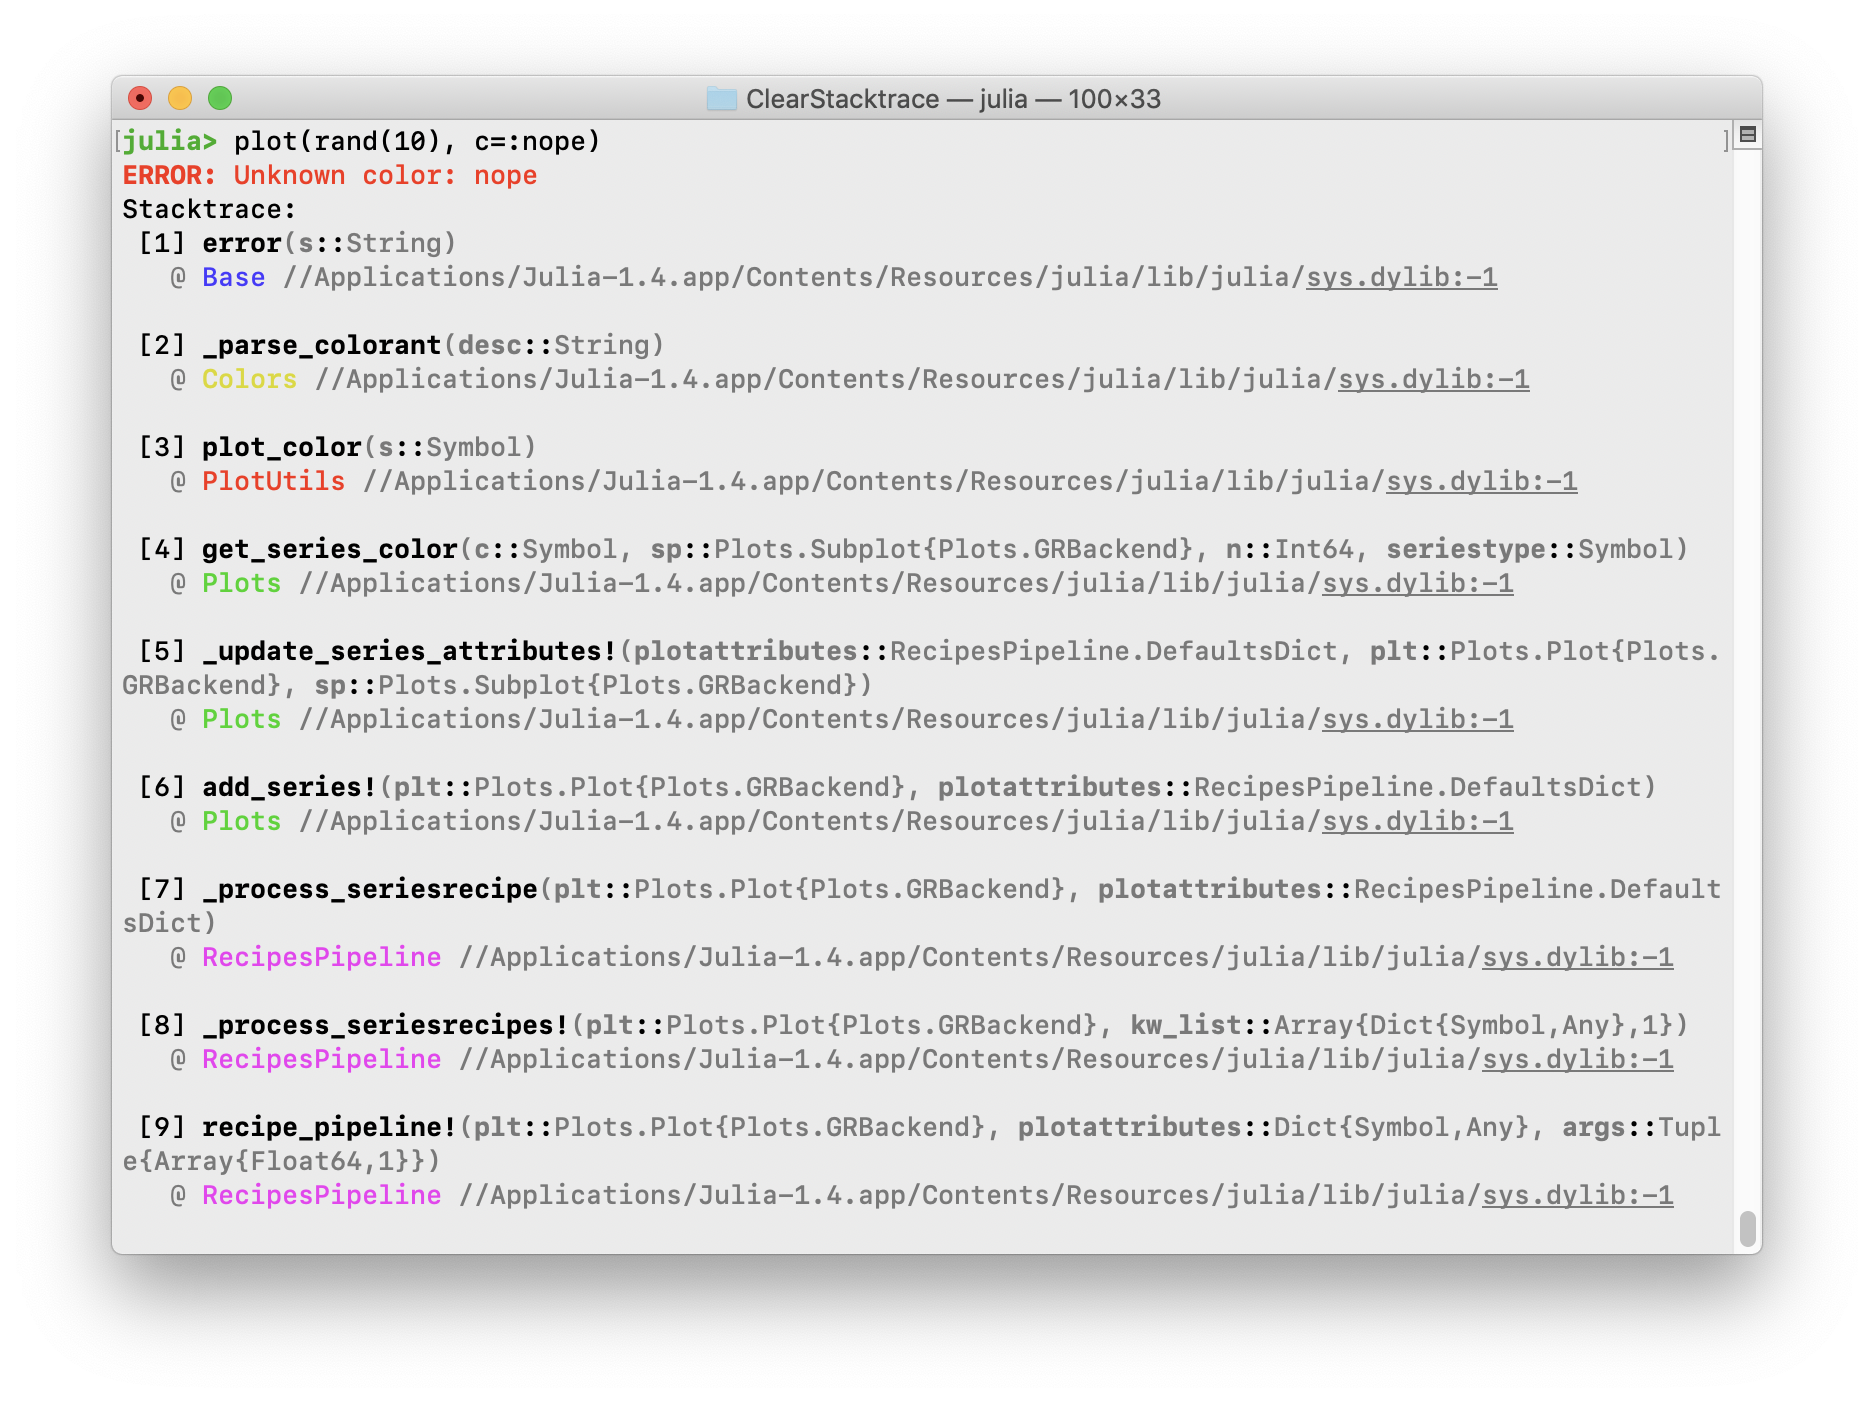 ClearStacktrace — julia — 100×33
julia> plot(rand(10), c=:nope)
ERROR: Unknown color: nope
Stacktrace:
[1] error(s::String)
@ Base //Applications/Julia-1.4.app/Contents/Resources/julia/lib/julia/sys.dylib:-1
[2] _parse_colorant(desc::String)
@ Colors //Applications/Julia-1.4.app/Contents/Resources/julia/lib/julia/sys.dylib:-1
[3] plot_color(s::Symbol)
@ PlotUtils //Applications/Julia-1.4.app/Contents/Resources/julia/lib/julia/sys.dylib:-1
[4] get_series_color(c::Symbol, sp::Plots.Subplot{Plots.GRBackend}, n::Int64, seriestype::Symbol)
@ Plots //Applications/Julia-1.4.app/Contents/Resources/julia/lib/julia/sys.dylib:-1
[5] _update_series_attributes!(plotattributes::RecipesPipeline.DefaultsDict, plt::Plots.Plot{Plots.
GRBackend}, sp::Plots.Subplot{Plots.GRBackend})
@ Plots //Applications/Julia-1.4.app/Contents/Resources/julia/lib/julia/sys.dylib:-1
[6] add_series!(plt::Plots.Plot{Plots.GRBackend}, plotattributes::RecipesPipeline.DefaultsDict)
@ Plots //Applications/Julia-1.4.app/Contents/Resources/julia/lib/julia/sys.dylib:-1
[7] _process_seriesrecipe(plt::Plots.Plot{Plots.GRBackend}, plotattributes::RecipesPipeline.Default
sDict)
@ RecipesPipeline //Applications/Julia-1.4.app/Contents/Resources/julia/lib/julia/sys.dylib:-1
[8] _process_seriesrecipes!(plt::Plots.Plot{Plots.GRBackend}, kw_list::Array{Dict{Symbol,Any},1})
@ RecipesPipeline //Applications/Julia-1.4.app/Contents/Resources/julia/lib/julia/sys.dylib:-1
[9] recipe_pipeline!(plt::Plots.Plot{Plots.GRBackend}, plotattributes::Dict{Symbol,Any}, args::Tupl
e{Array{Float64,1}})
@ RecipesPipeline //Applications/Julia-1.4.app/Contents/Resources/julia/lib/julia/sys.dylib:-1